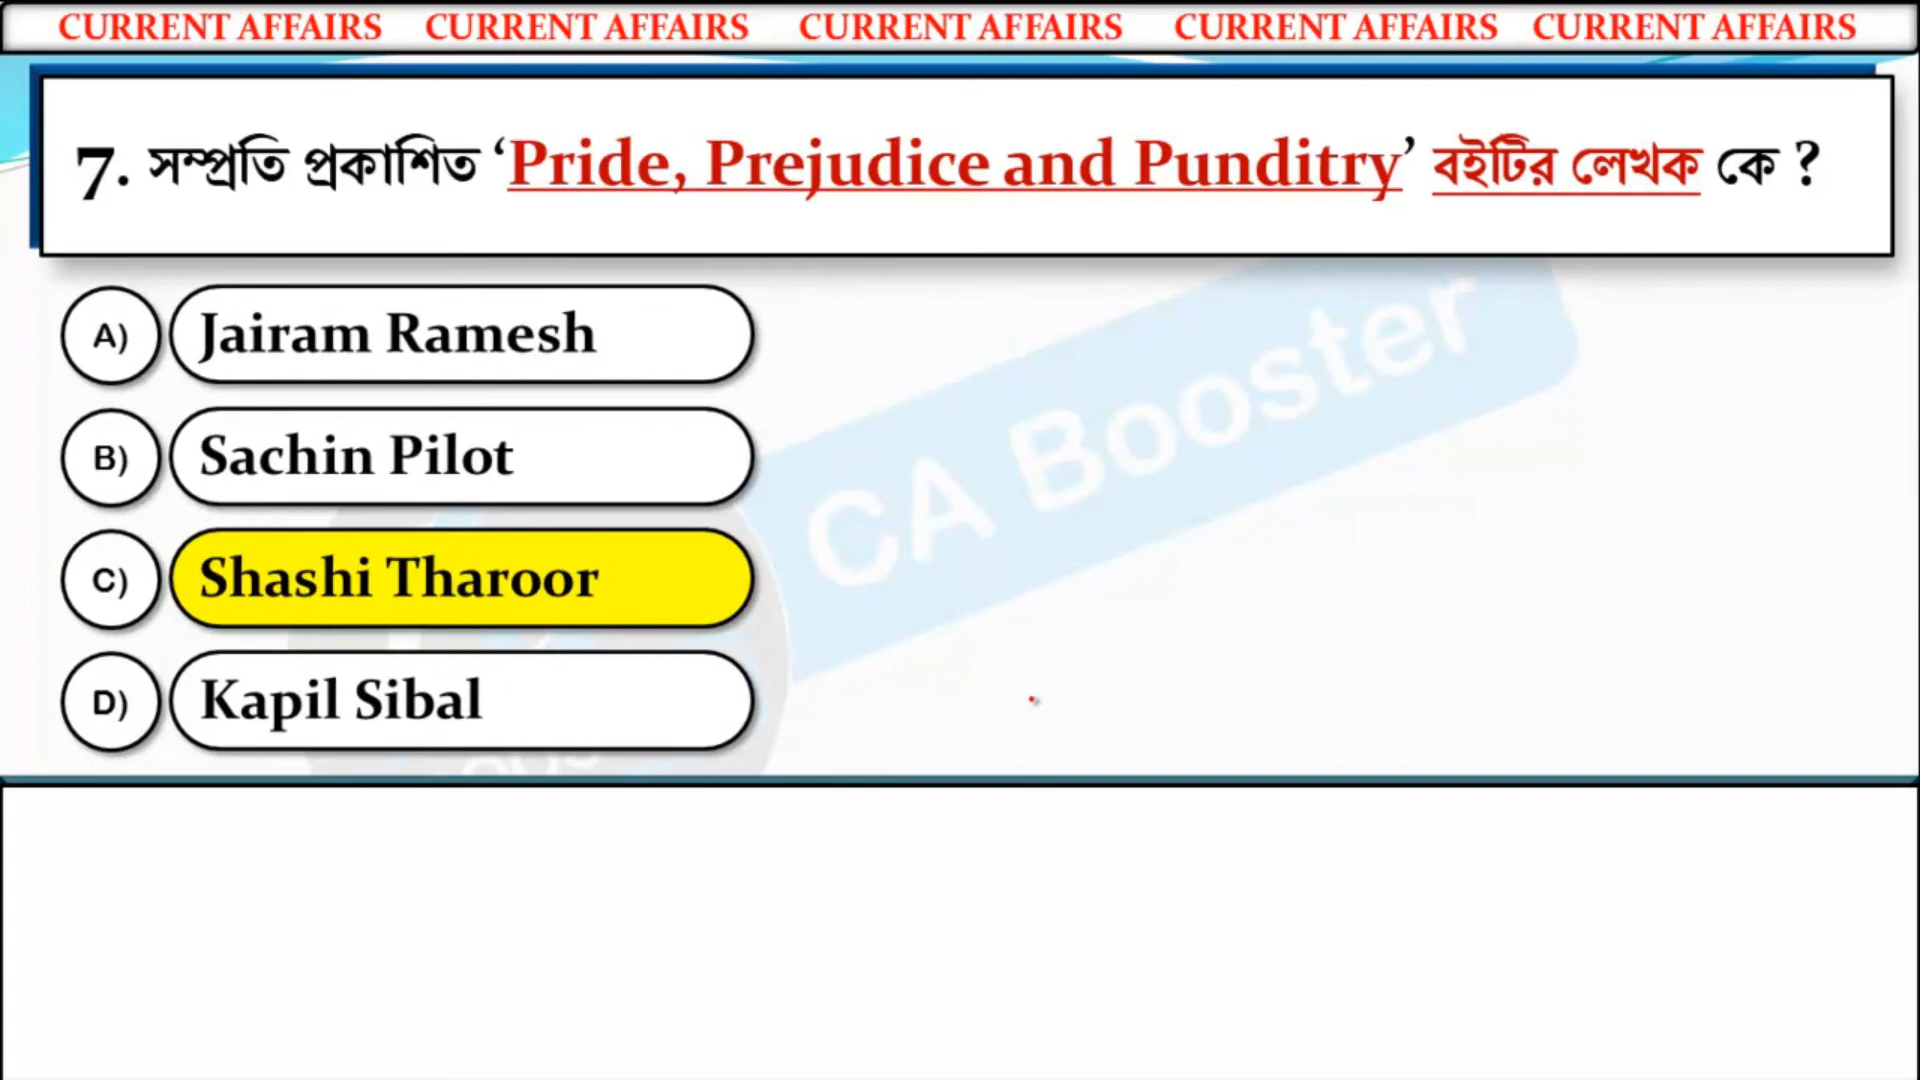 CURRENT AFFAIRS CURRENT AFFAIRS CURRENT AFFAIRS CURRENT AFFAIRS CURRENT AFFAIRS
7. সম্প্রতি প্রকাশিত ‘Pride, Prejudice and Punditry’ বইটির লেখক কে ?
A) Jairam Ramesh
B) Sachin Pilot
C) Shashi Tharoor
D) Kapil Sibal
CA Booster